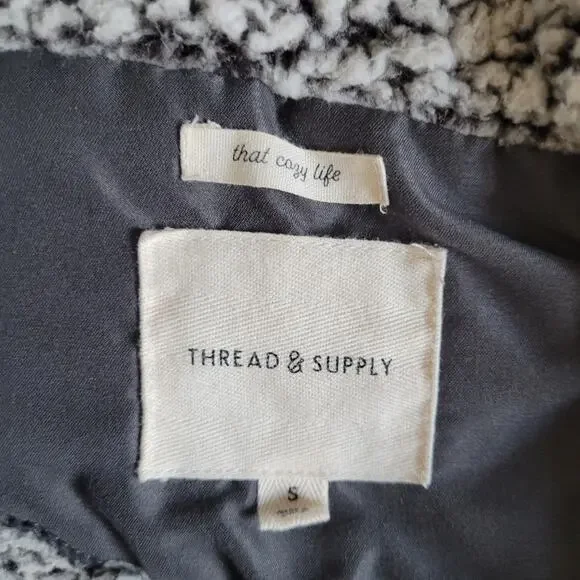 that cozy life
THREAD & SUPPLY
S